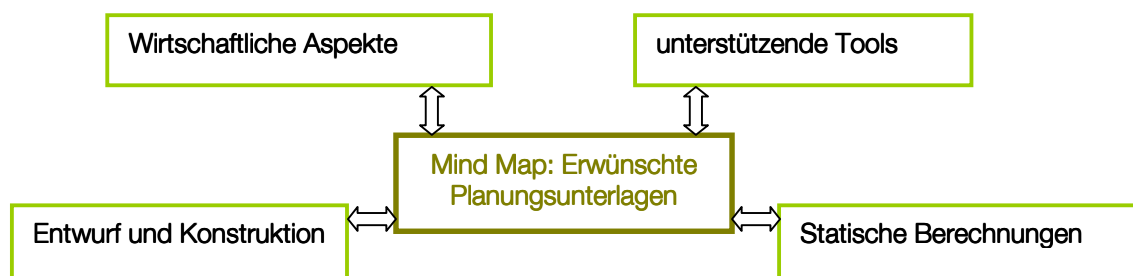 Wirtschaftliche Aspekte
unterstützende Tools
Mind Map: Erwünschte
Planungsunterlagen
Entwurf und Konstruktion
Statische Berechnungen